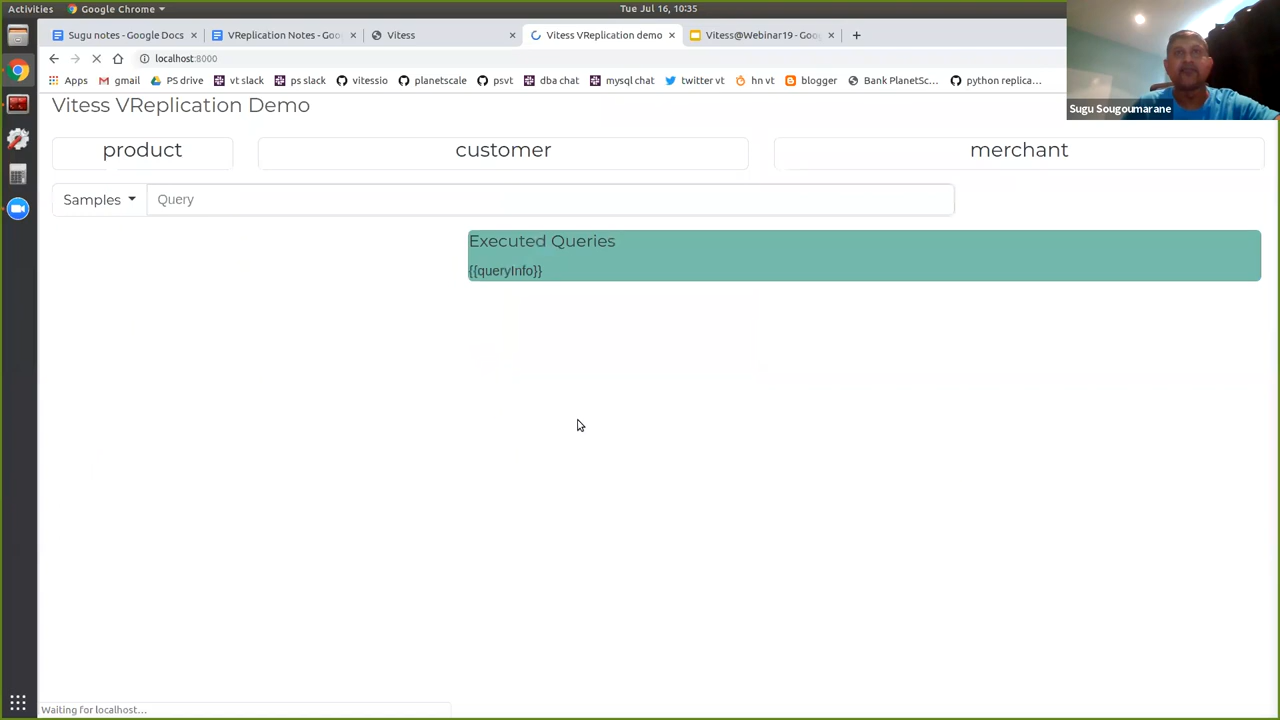 Activities
Google Chrome
Tue Jul 16, 10:35
Sugu notes - Google Docs
VReplication Notes - Goo
Vitess
Vitess VReplication demo
Vitess@Webinar19 - Goo
localhost:8000
Apps
gmail
PS drive
vt slack
ps slack
vitessio
planetscale
psvt
dba chat
mysql chat
twitter vt
hn vt
blogger
Bank PlanetSc...
python replica...
Sugu Sougoumarane
Vitess VReplication Demo
product
customer
merchant
Samples
Query
Executed Queries
{{queryInfo}}
Waiting for localhost...